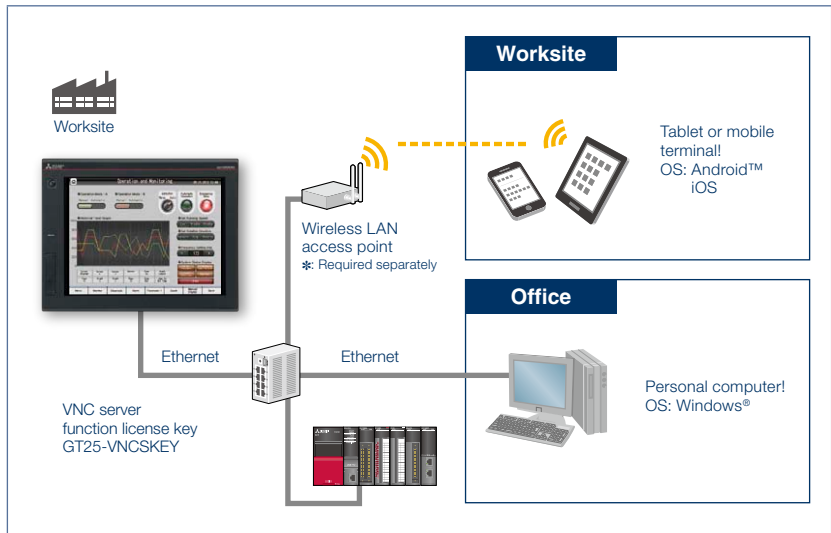 Worksite
Worksite
Tablet or mobile
terminal!
OS: Android™
iOS
Operation and Monitoring
Wireless LAN
access point
✻: Required separately
Office
Ethernet
Ethernet
Personal computer!
OS: Windows®
VNC server
function license key
GT25-VNCSKEY